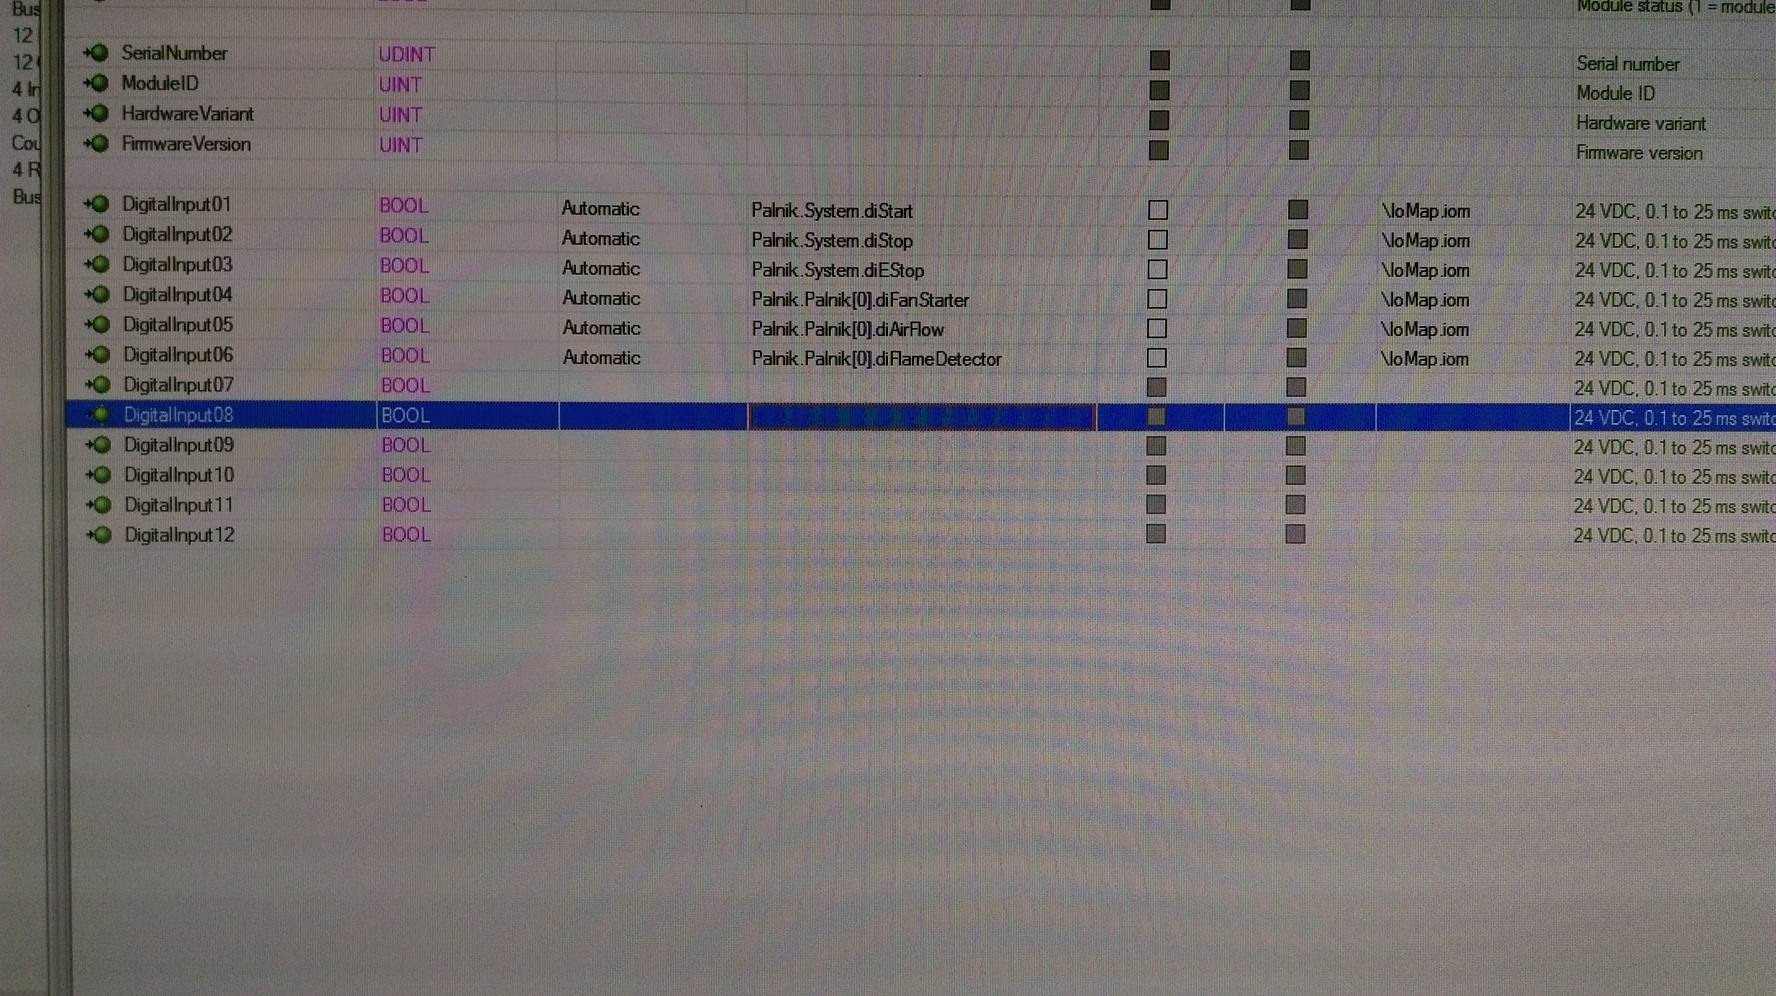 Bus
Module status (1 = module
12
SerialNumber UDINT Serial number
12
ModuleID UINT Module ID
4 In
HardwareVariant UINT Hardware variant
4 O
FirmwareVersion UINT Firmware version
Cou
4 R
Bus
DigitalInput01 BOOL Automatic Palnik.System.diStart \IoMap.iom 24 VDC, 0.1 to 25 ms switc
DigitalInput02 BOOL Automatic Palnik.System.diStop \IoMap.iom 24 VDC, 0.1 to 25 ms switc
DigitalInput03 BOOL Automatic Palnik.System.diEStop \IoMap.iom 24 VDC, 0.1 to 25 ms switc
DigitalInput04 BOOL Automatic Palnik.Palnik[0].diFanStarter \IoMap.iom 24 VDC, 0.1 to 25 ms switc
DigitalInput05 BOOL Automatic Palnik.Palnik[0].diAirFlow \IoMap.iom 24 VDC, 0.1 to 25 ms switc
DigitalInput06 BOOL Automatic Palnik.Palnik[0].diFlameDetector \IoMap.iom 24 VDC, 0.1 to 25 ms switc
DigitalInput07 BOOL 24 VDC, 0.1 to 25 ms switc
DigitalInput08 BOOL 24 VDC, 0.1 to 25 ms switc
DigitalInput09 BOOL 24 VDC, 0.1 to 25 ms switc
DigitalInput10 BOOL 24 VDC, 0.1 to 25 ms switc
DigitalInput11 BOOL 24 VDC, 0.1 to 25 ms switc
DigitalInput12 BOOL 24 VDC, 0.1 to 25 ms switc